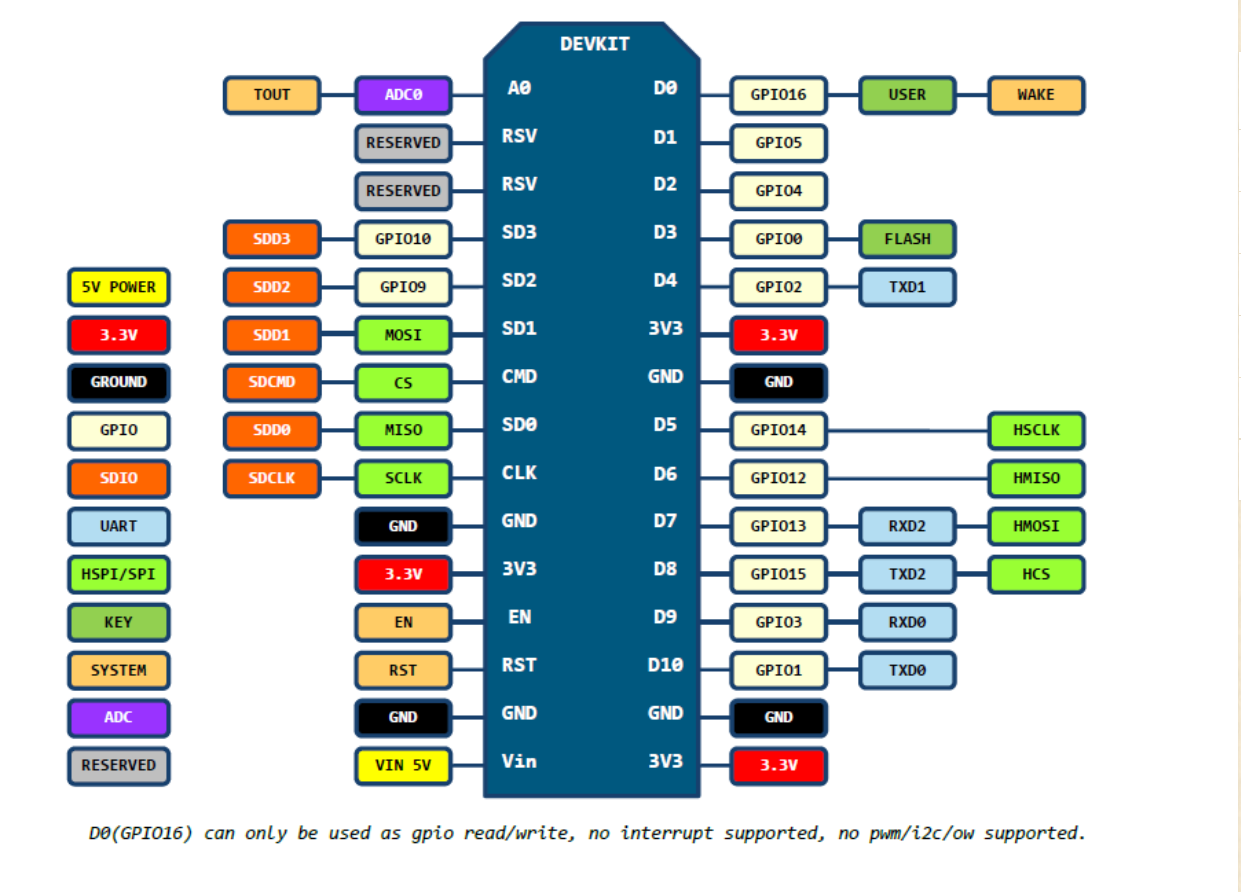 DEVKIT
TOUT ADC0 A0 D0 GPIO16 USER WAKE
RESERVED RSV D1 GPIO5
RESERVED RSV D2 GPIO4
SDD3 GPIO10 SD3 D3 GPIO0 FLASH
5V POWER SDD2 GPIO9 SD2 D4 GPIO2 TXD1
3.3V SDD1 MOSI SD1 3V3 3.3V
GROUND SDCMD CS CMD GND GND
GPIO SDD0 MISO SD0 D5 GPIO14 HSCLK
SDIO SDCLK SCLK CLK D6 GPIO12 HMISO
UART GND GND D7 GPIO13 RXD2 HMOSI
HSPI/SPI 3.3V 3V3 D8 GPIO15 TXD2 HCS
KEY EN EN D9 GPIO3 RXD0
SYSTEM RST RST D10 GPIO1 TXD0
ADC GND GND GND GND
RESERVED VIN 5V Vin 3V3 3.3V
D0(GPIO16) can only be used as gpio read/write, no interrupt supported, no pwm/i2c/ow supported.